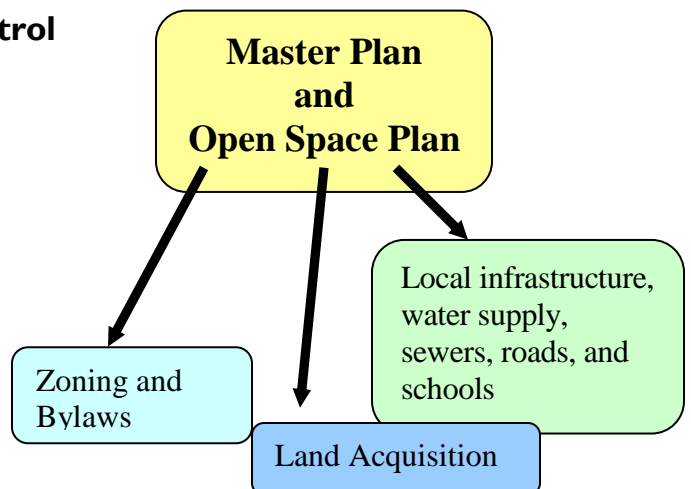 trol
Master Plan
and
Open Space Plan
Local infrastructure,
water supply,
sewers, roads, and
schools
Zoning and
Bylaws
Land Acquisition